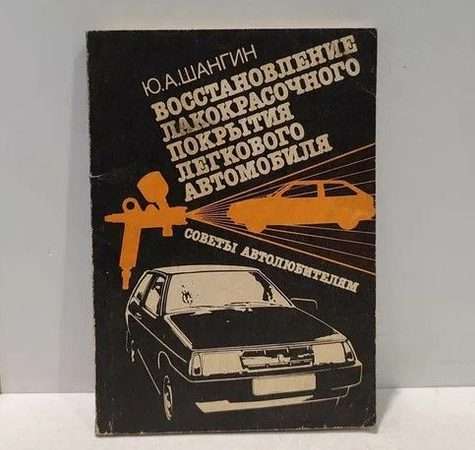 Ю.А.ШАНГИН
ВОССТАНОВЛЕНИЕ
ЛАКОКРАСОЧНОГО
ПОКРЫТИЯ
ЛЕГКОВОГО
АВТОМОБИЛЯ
СОВЕТЫ АВТОЛЮБИТЕЛЯМ